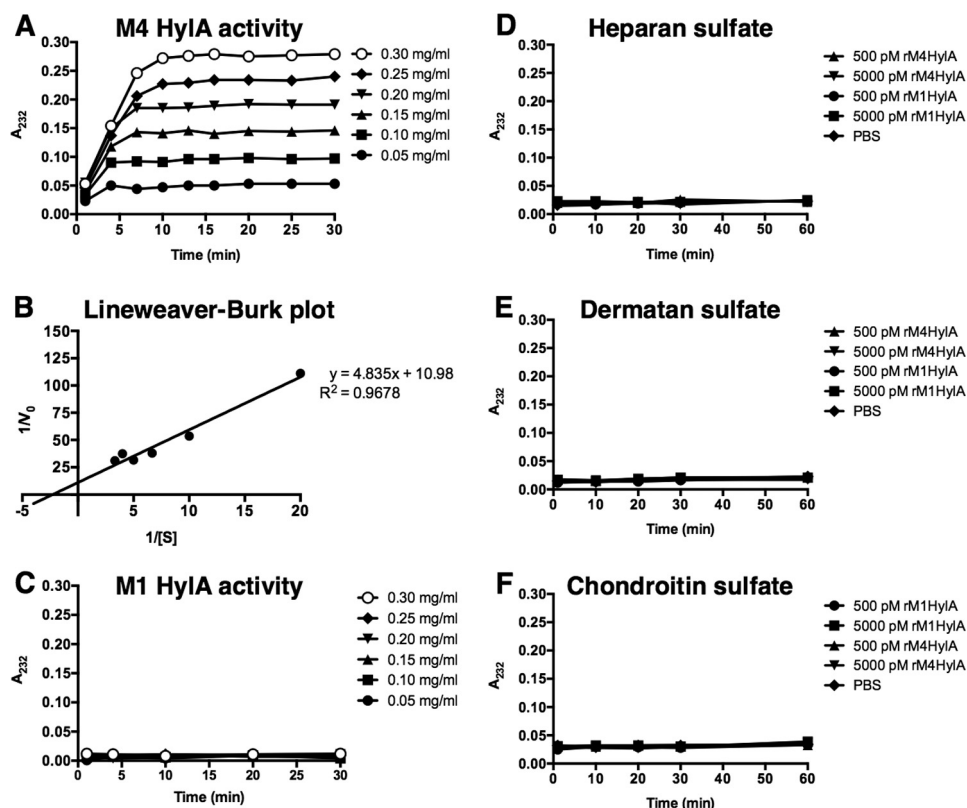 A
M4 HylA activity
A232
0.30
0.25
0.20
0.15
0.10
0.05
0.00
0 5 10 15 20 25 30
Time (min)
0.30 mg/ml
0.25 mg/ml
0.20 mg/ml
0.15 mg/ml
0.10 mg/ml
0.05 mg/ml
B
Lineweaver-Burk plot
1/V0
150
125
100
75
50
25
-5 5 10 15 20
1/[S]
y = 4.835x + 10.98
R2 = 0.9678
C
M1 HylA activity
A232
0.30
0.25
0.20
0.15
0.10
0.05
0.00
0 5 10 15 20 25 30
Time (min)
0.30 mg/ml
0.25 mg/ml
0.20 mg/ml
0.15 mg/ml
0.10 mg/ml
0.05 mg/ml
D
Heparan sulfate
A232
0.30
0.25
0.20
0.15
0.10
0.05
0.00
0 10 20 30 40 50 60
Time (min)
500 pM rM4HylA
5000 pM rM4HylA
500 pM rM1HylA
5000 pM rM1HylA
PBS
E
Dermatan sulfate
A232
0.30
0.25
0.20
0.15
0.10
0.05
0.00
0 10 20 30 40 50 60
Time (min)
500 pM rM4HylA
5000 pM rM4HylA
500 pM rM1HylA
5000 pM rM1HylA
PBS
F
Chondroitin sulfate
A232
0.30
0.25
0.20
0.15
0.10
0.05
0.00
0 10 20 30 40 50 60
Time (min)
500 pM rM1HylA
5000 pM rM1HylA
500 pM rM4HylA
5000 pM rM4HylA
PBS